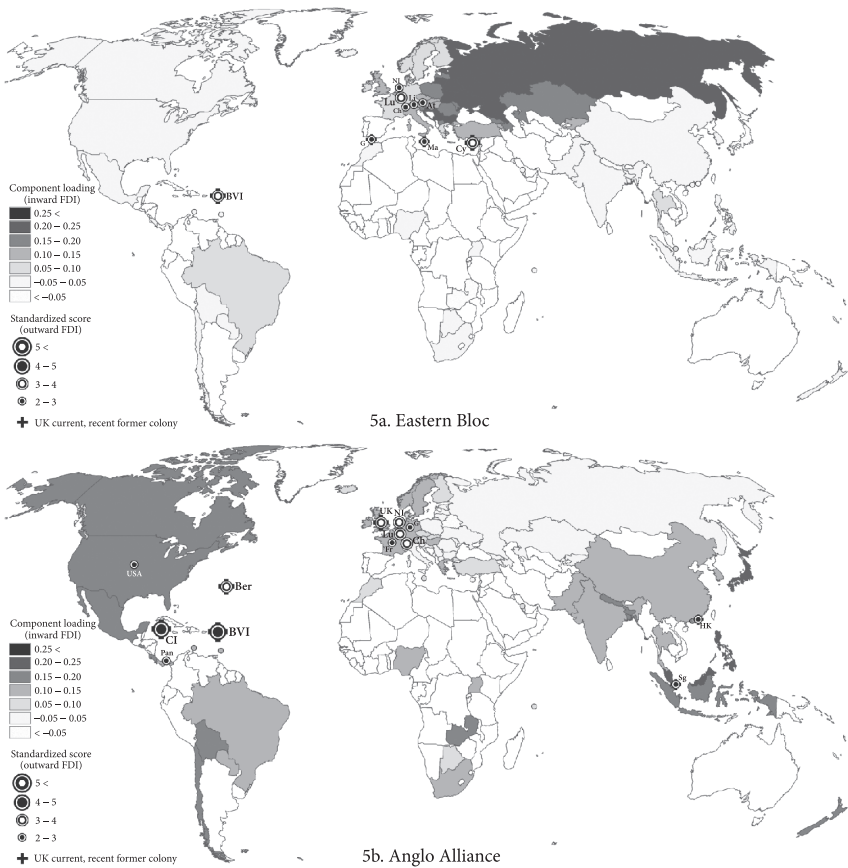 NL
Lu
Li
At
Ch
G
Ma
Cy
BVI
Component loading
(inward FDI)
0.25 <
0.20 – 0.25
0.15 – 0.20
0.10 – 0.15
0.05 – 0.10
–0.05 – 0.05
< –0.05
Standardized score
(outward FDI)
5 <
4 – 5
3 – 4
2 – 3
UK current, recent former colony
5a. Eastern Bloc
UK
NL
G
Lu
Fr
Ch
USA
Ber
CI
BVI
Pan
HK
Sg
Component loading
(inward FDI)
0.25 <
0.20 – 0.25
0.15 – 0.20
0.10 – 0.15
0.05 – 0.10
–0.05 – 0.05
< –0.05
Standardized score
(outward FDI)
5 <
4 – 5
3 – 4
2 – 3
UK current, recent former colony
5b. Anglo Alliance